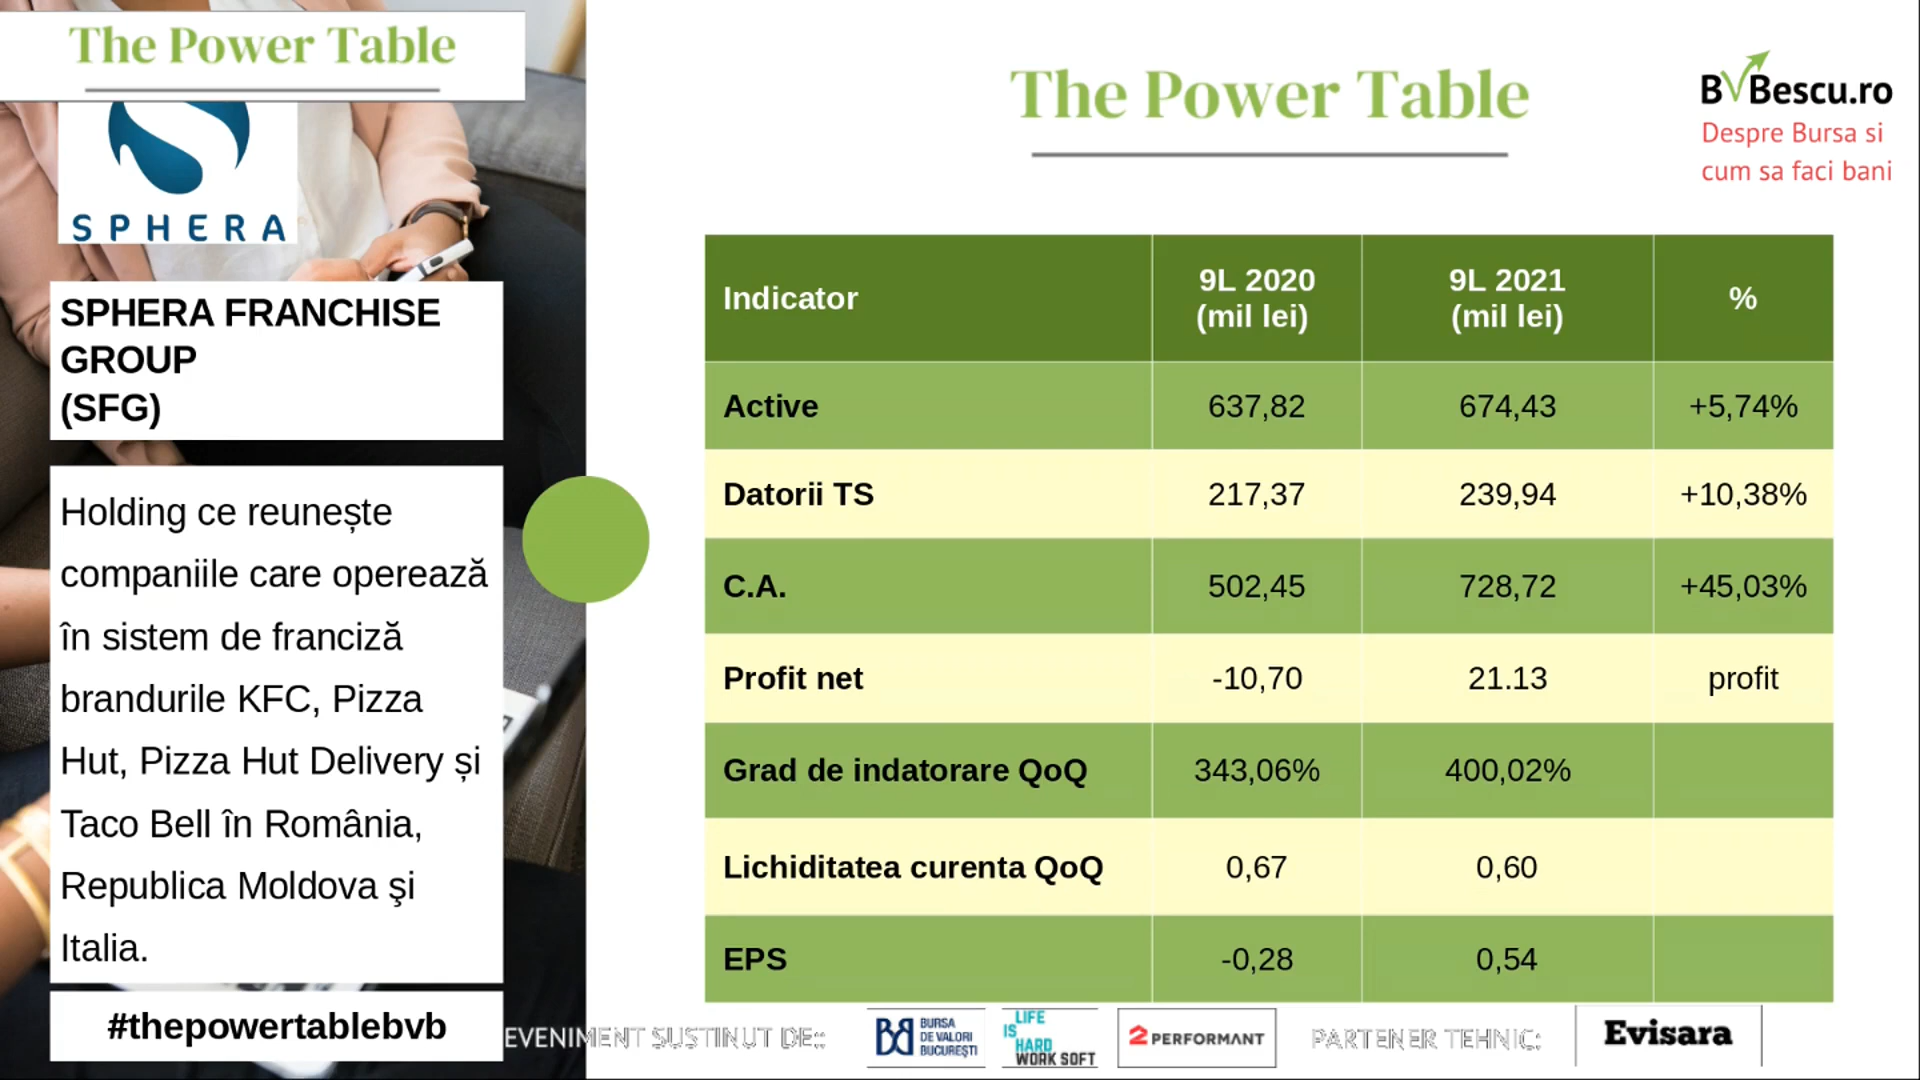 The Power Table
SPHERA
SPHERA FRANCHISE
GROUP
(SFG)
Holding ce reunește
companiile care operează
în sistem de franciză
brandurile KFC, Pizza
Hut, Pizza Hut Delivery și
Taco Bell în România,
Republica Moldova şi
Italia.
#thepowertablebvb
The Power Table
BVBescu.ro
Despre Bursa si
cum sa faci bani
Indicator 9L 2020 (mil lei) 9L 2021 (mil lei) %
Active 637,82 674,43 +5,74%
Datorii TS 217,37 239,94 +10,38%
C.A. 502,45 728,72 +45,03%
Profit net -10,70 21.13 profit
Grad de indatorare QoQ 343,06% 400,02%
Lichiditatea curenta QoQ 0,67 0,60
EPS -0,28 0,54
EVENIMENT SUSTINUT DE:
BURSA
DE VALORI
BUCUREȘTI
LIFE
IS
HARD
WORK SOFT
2PERFORMANT
PARTENER TEHNIC:
Evisara